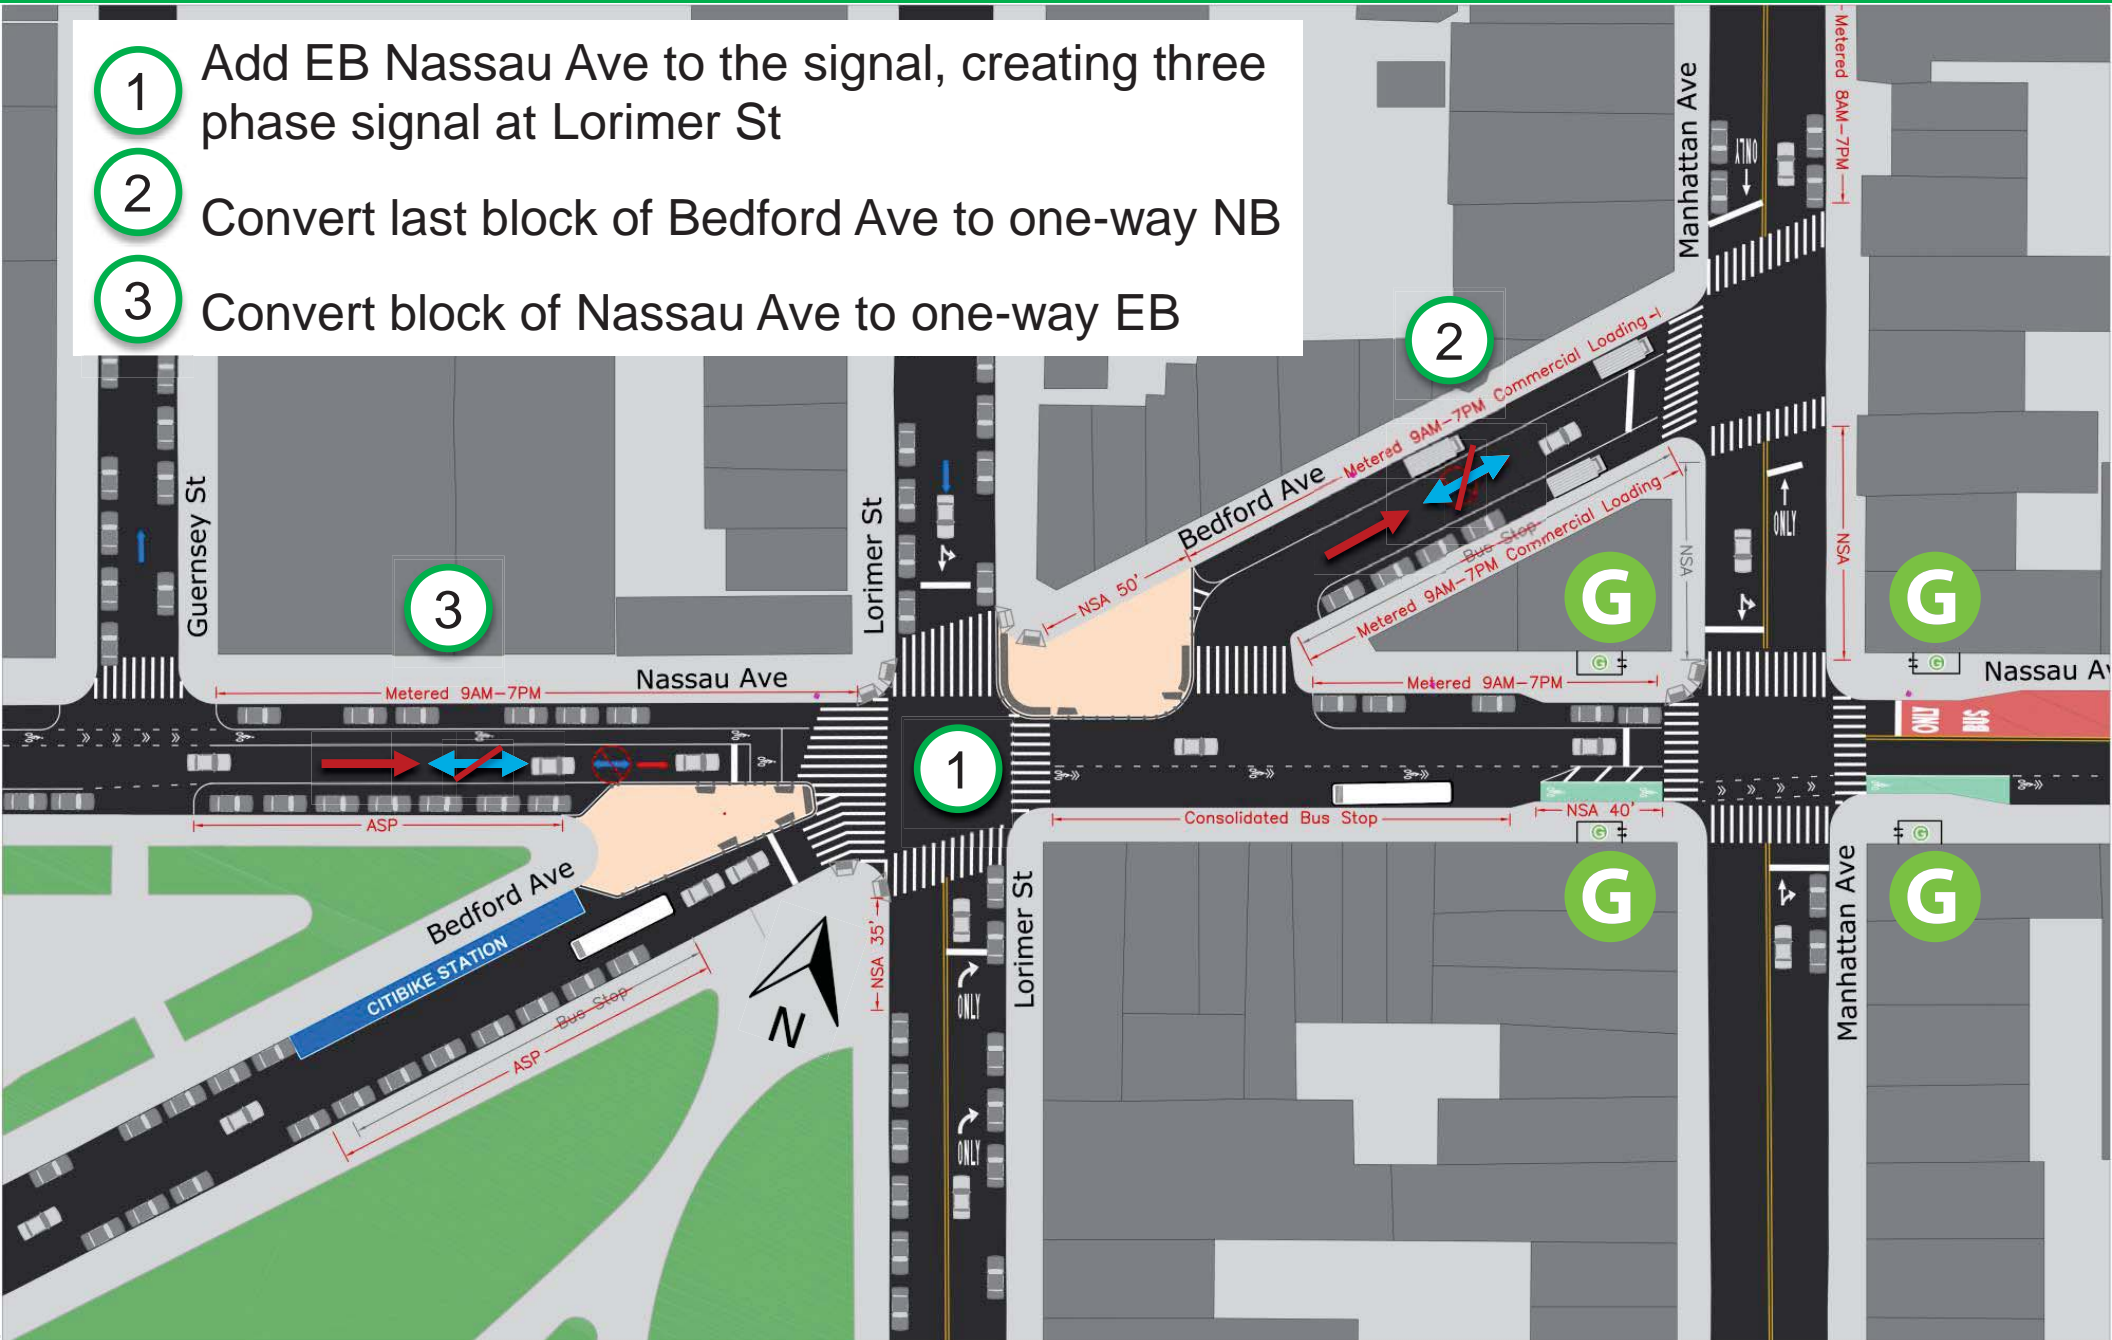 1
Add EB Nassau Ave to the signal, creating three
phase signal at Lorimer St
2
Convert last block of Bedford Ave to one-way NB
3
Convert block of Nassau Ave to one-way EB
Metered 8AM-7PM
Manhattan Ave
ONLY
2
Metered 9AM-7PM Commercial Loading
Bedford Ave
NSA 50'
Bus Stop
Metered 9AM-7PM Commercial Loading
NSA
ONLY
NSA
Guernsey St
Lorimer St
3
G
G
Nassau Ave
Metered 9AM-7PM
Metered 9AM-7PM
G
G
Nassau Av
ONLY
BUS
1
ASP
Consolidated Bus Stop
NSA 40'
G
G
G
G
Bedford Ave
CITIBIKE STATION
Bus Stop
ASP
N
NSA 35'
ONLY
ONLY
Lorimer St
Manhattan Ave